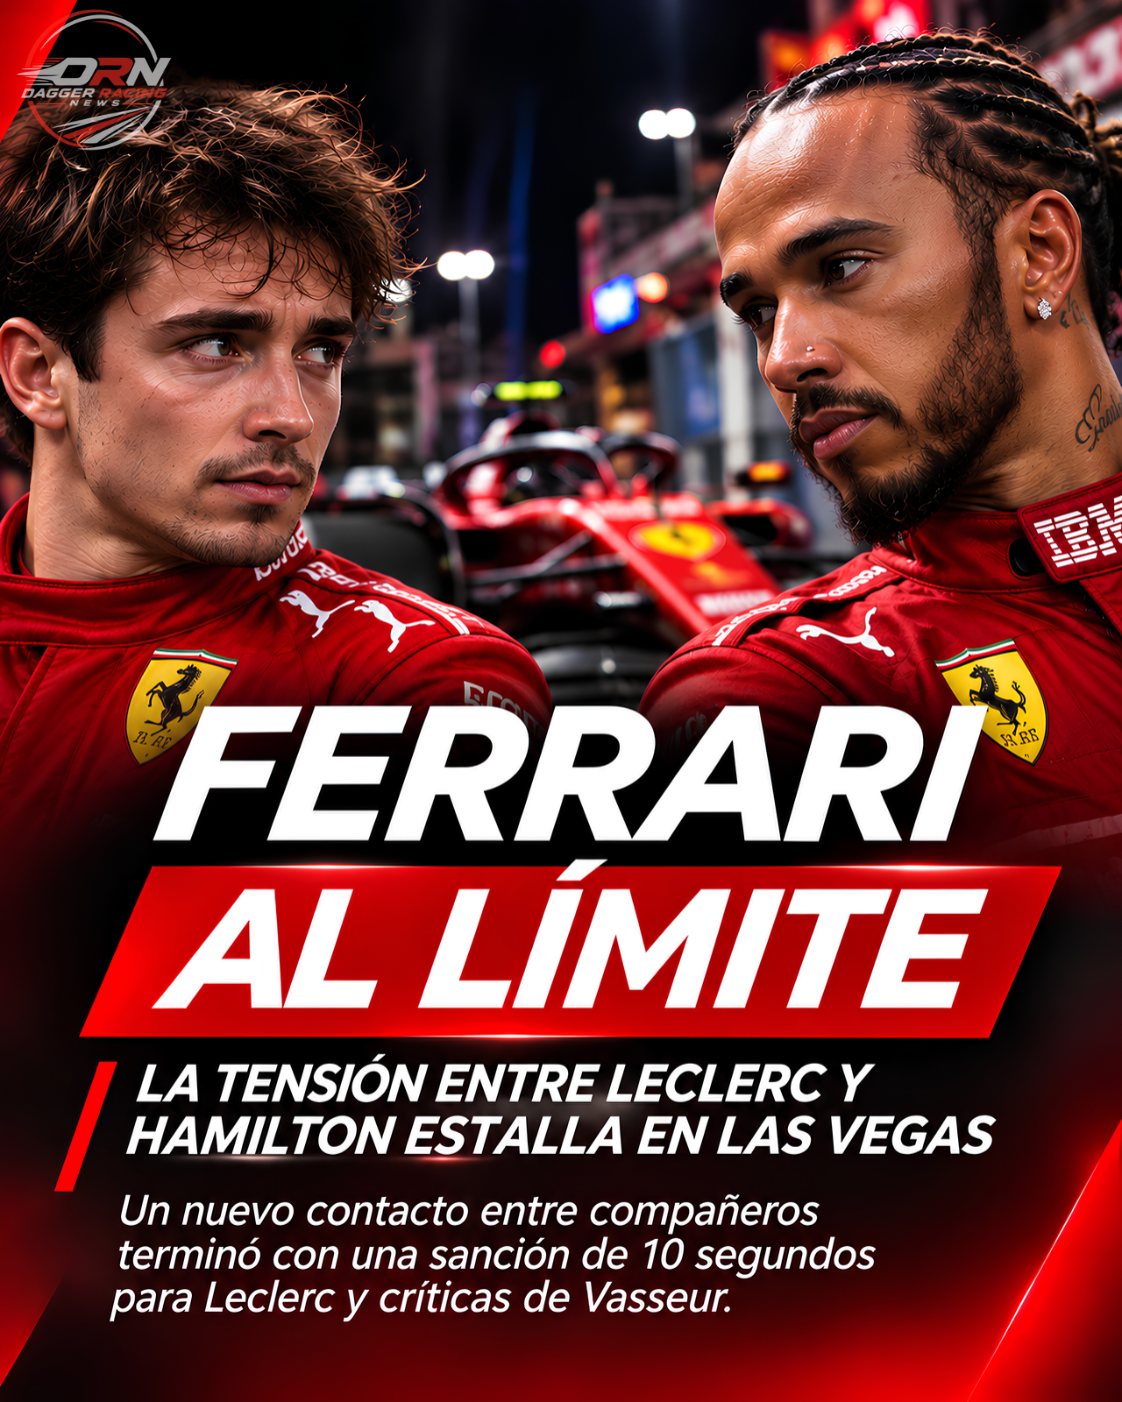 DRN
DAGGER RACING
NEWS
IBM
FERRARI
AL LÍMITE
LA TENSIÓN ENTRE LECLERC Y
HAMILTON ESTALLA EN LAS VEGAS
Un nuevo contacto entre compañeros
terminó con una sanción de 10 segundos
para Leclerc y críticas de Vasseur.